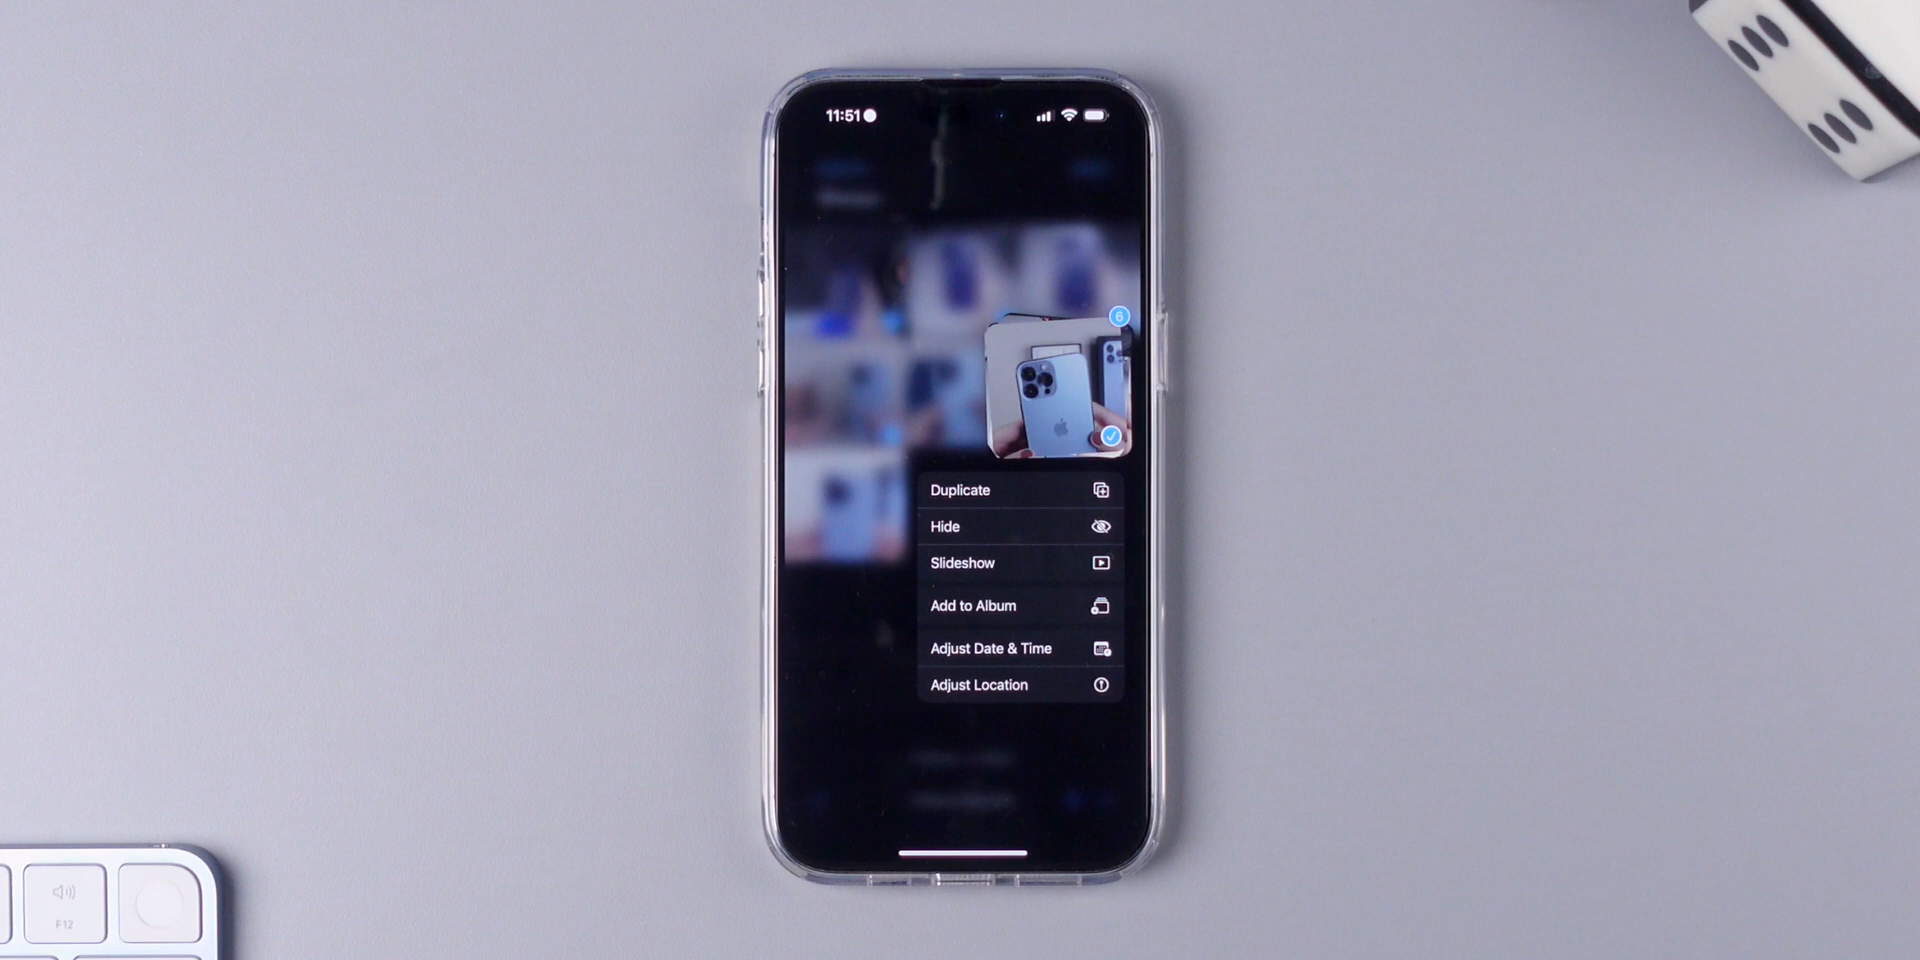 11:51
6
Duplicate
Hide
Slideshow
Add to Album
Adjust Date & Time
Adjust Location
F12